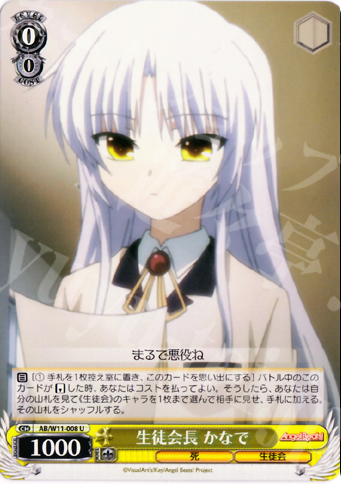 LEVEL
0
0
COST
まるで悪役ね
【起】[① 手札を1枚控え室に置き、このカードを思い出にする] バトル中のこの
カードが【リバース】した時、あなたはコストを払ってよい。そうしたら、あなたは自
分の山札を見て《生徒会》のキャラを1枚まで選んで相手に見せ、手札に加える。
その山札をシャッフルする。
CH AB/W11-008 U
1000
生徒会長 かなで
Angel Beats!
死
生徒会
©VisualArt's/Key/Angel Beats! Project